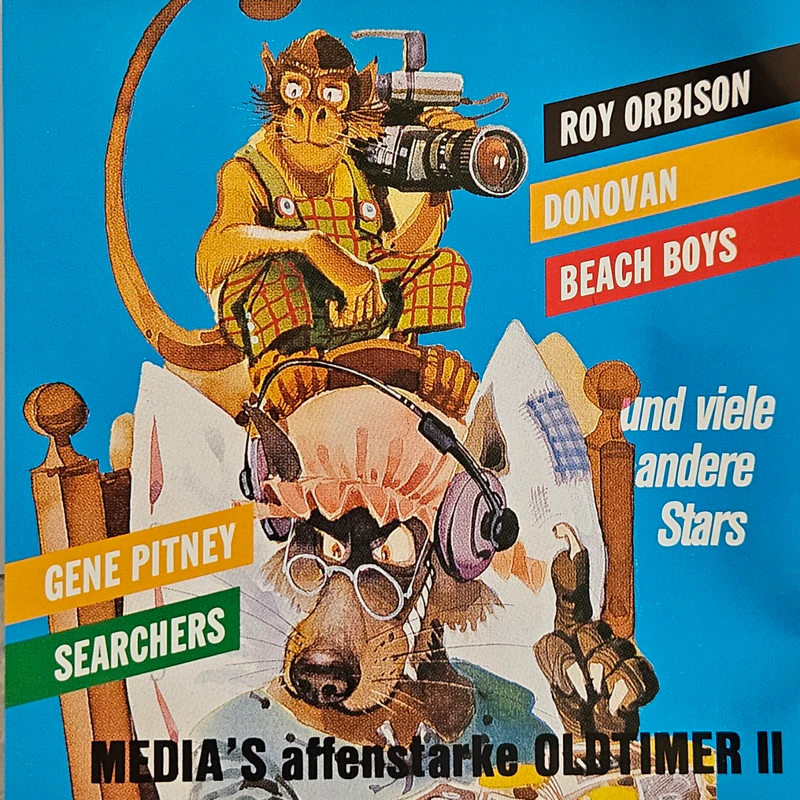 ROY ORBISON
DONOVAN
BEACH BOYS
und viele
andere
Stars
GENE PITNEY
SEARCHERS
MEDIA'S affenstarke OLDTIMER II